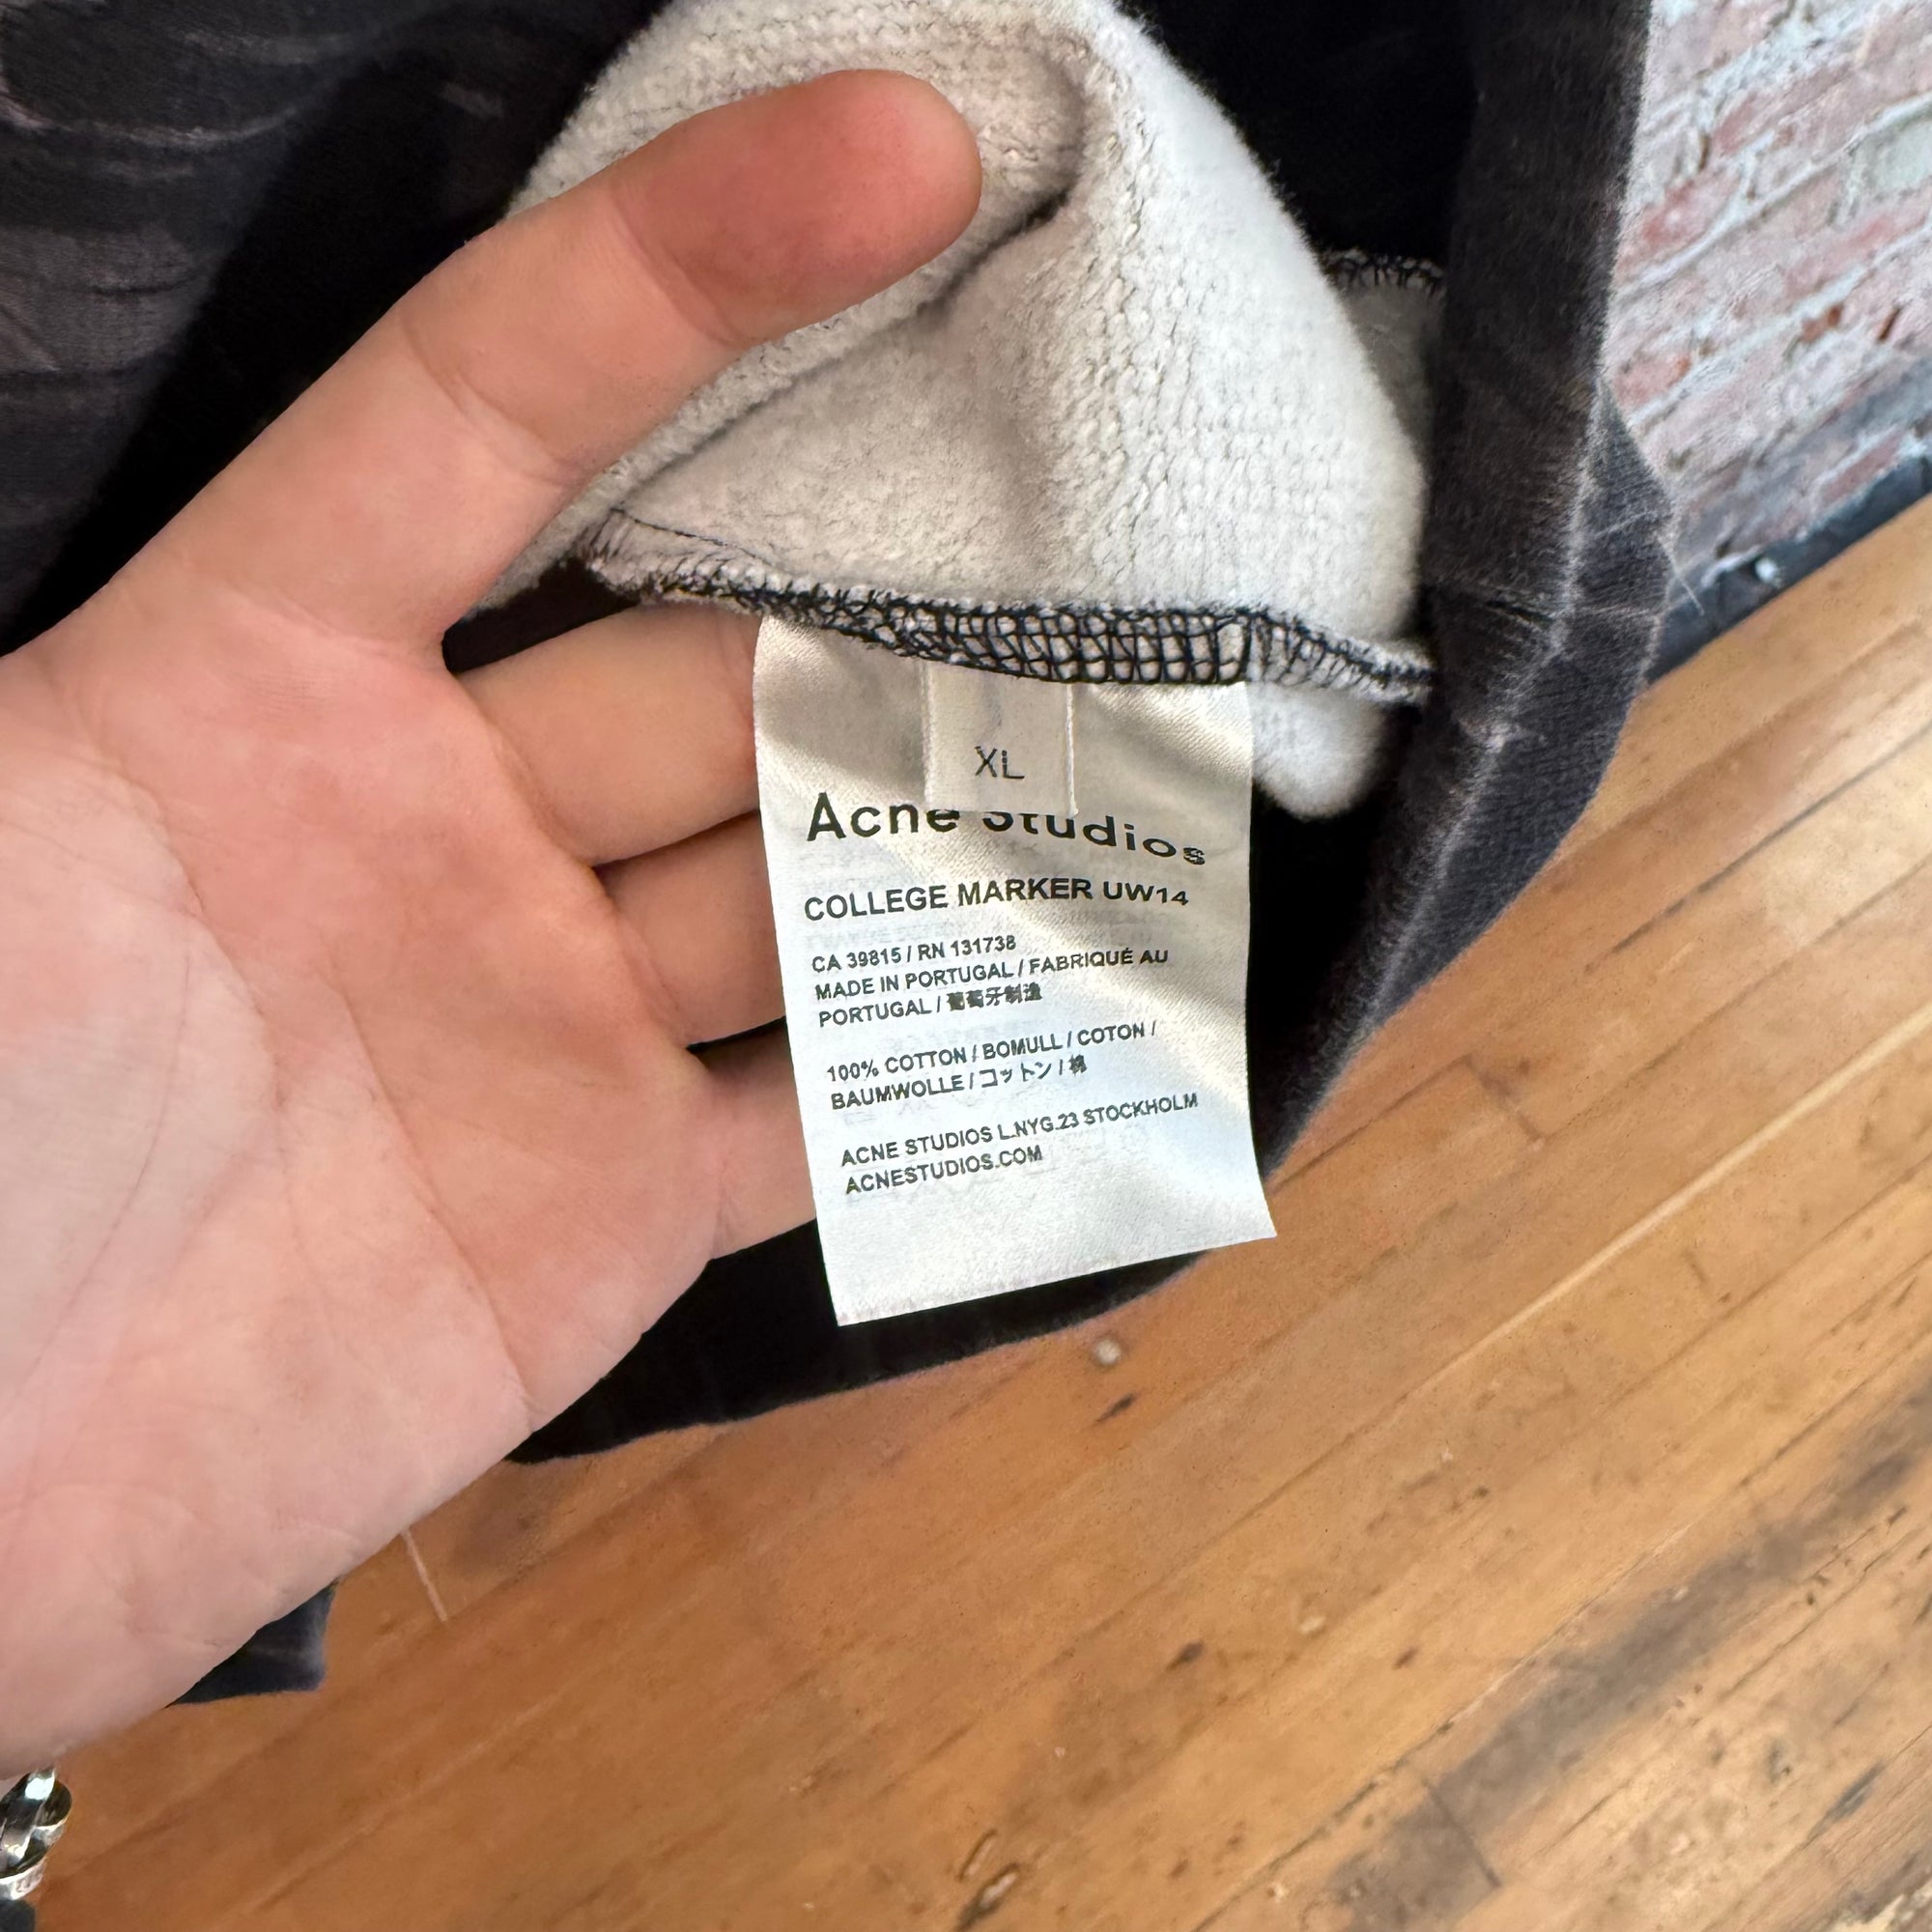 XL
Acne Studios
COLLEGE MARKER UW14
CA 39815 / RN 131738
MADE IN PORTUGAL / FABRIQUÉ AU
PORTUGAL / 葡萄牙制造
100% COTTON / BOMULL / COTON /
BAUMWOLLE / コットン / 棉
ACNE STUDIOS L.NYG.23 STOCKHOLM
ACNESTUDIOS.COM